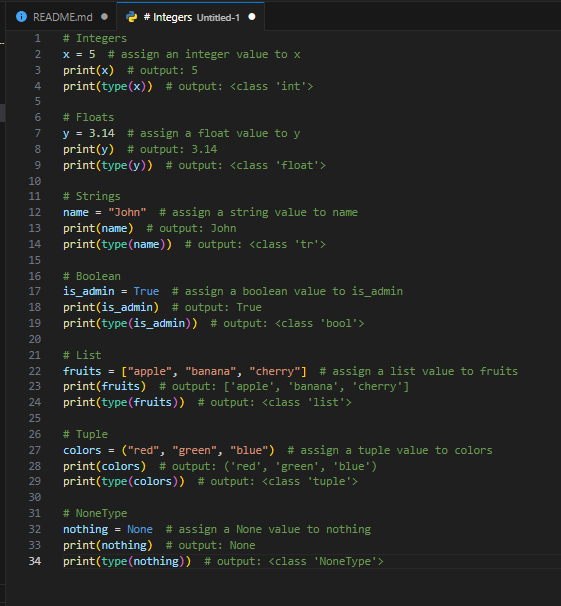 README.md ● # Integers Untitled-1 ●
1 # Integers
2 x = 5  # assign an integer value to x
3 print(x)  # output: 5
4 print(type(x))  # output: <class 'int'>
5
6 # Floats
7 y = 3.14  # assign a float value to y
8 print(y)  # output: 3.14
9 print(type(y))  # output: <class 'float'>
10
11 # Strings
12 name = "John"  # assign a string value to name
13 print(name)  # output: John
14 print(type(name))  # output: <class 'tr'>
15
16 # Boolean
17 is_admin = True  # assign a boolean value to is_admin
18 print(is_admin)  # output: True
19 print(type(is_admin))  # output: <class 'bool'>
20
21 # List
22 fruits = ["apple", "banana", "cherry"]  # assign a list value to fruits
23 print(fruits)  # output: ['apple', 'banana', 'cherry']
24 print(type(fruits))  # output: <class 'list'>
25
26 # Tuple
27 colors = ("red", "green", "blue")  # assign a tuple value to colors
28 print(colors)  # output: ('red', 'green', 'blue')
29 print(type(colors))  # output: <class 'tuple'>
30
31 # NoneType
32 nothing = None  # assign a None value to nothing
33 print(nothing)  # output: None
34 print(type(nothing))  # output: <class 'NoneType'>